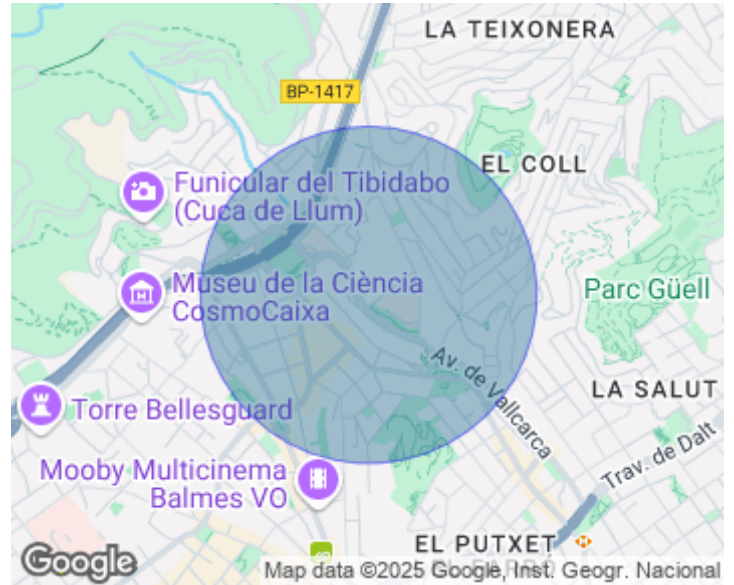 LA TEIXONERA
BP-1417
EL COLL
Funicular del Tibidabo
(Cuca de Llum)
Museu de la Ciència
CosmoCaixa
Parc Güell
Av. de Vallcarca
LA SALUT
Torre Bellesguard
Trav. de Dalt
Mooby Multicinema
Balmes VO
EL PUTXET
Google
Map data ©2025 Google, Inst. Geogr. Nacional